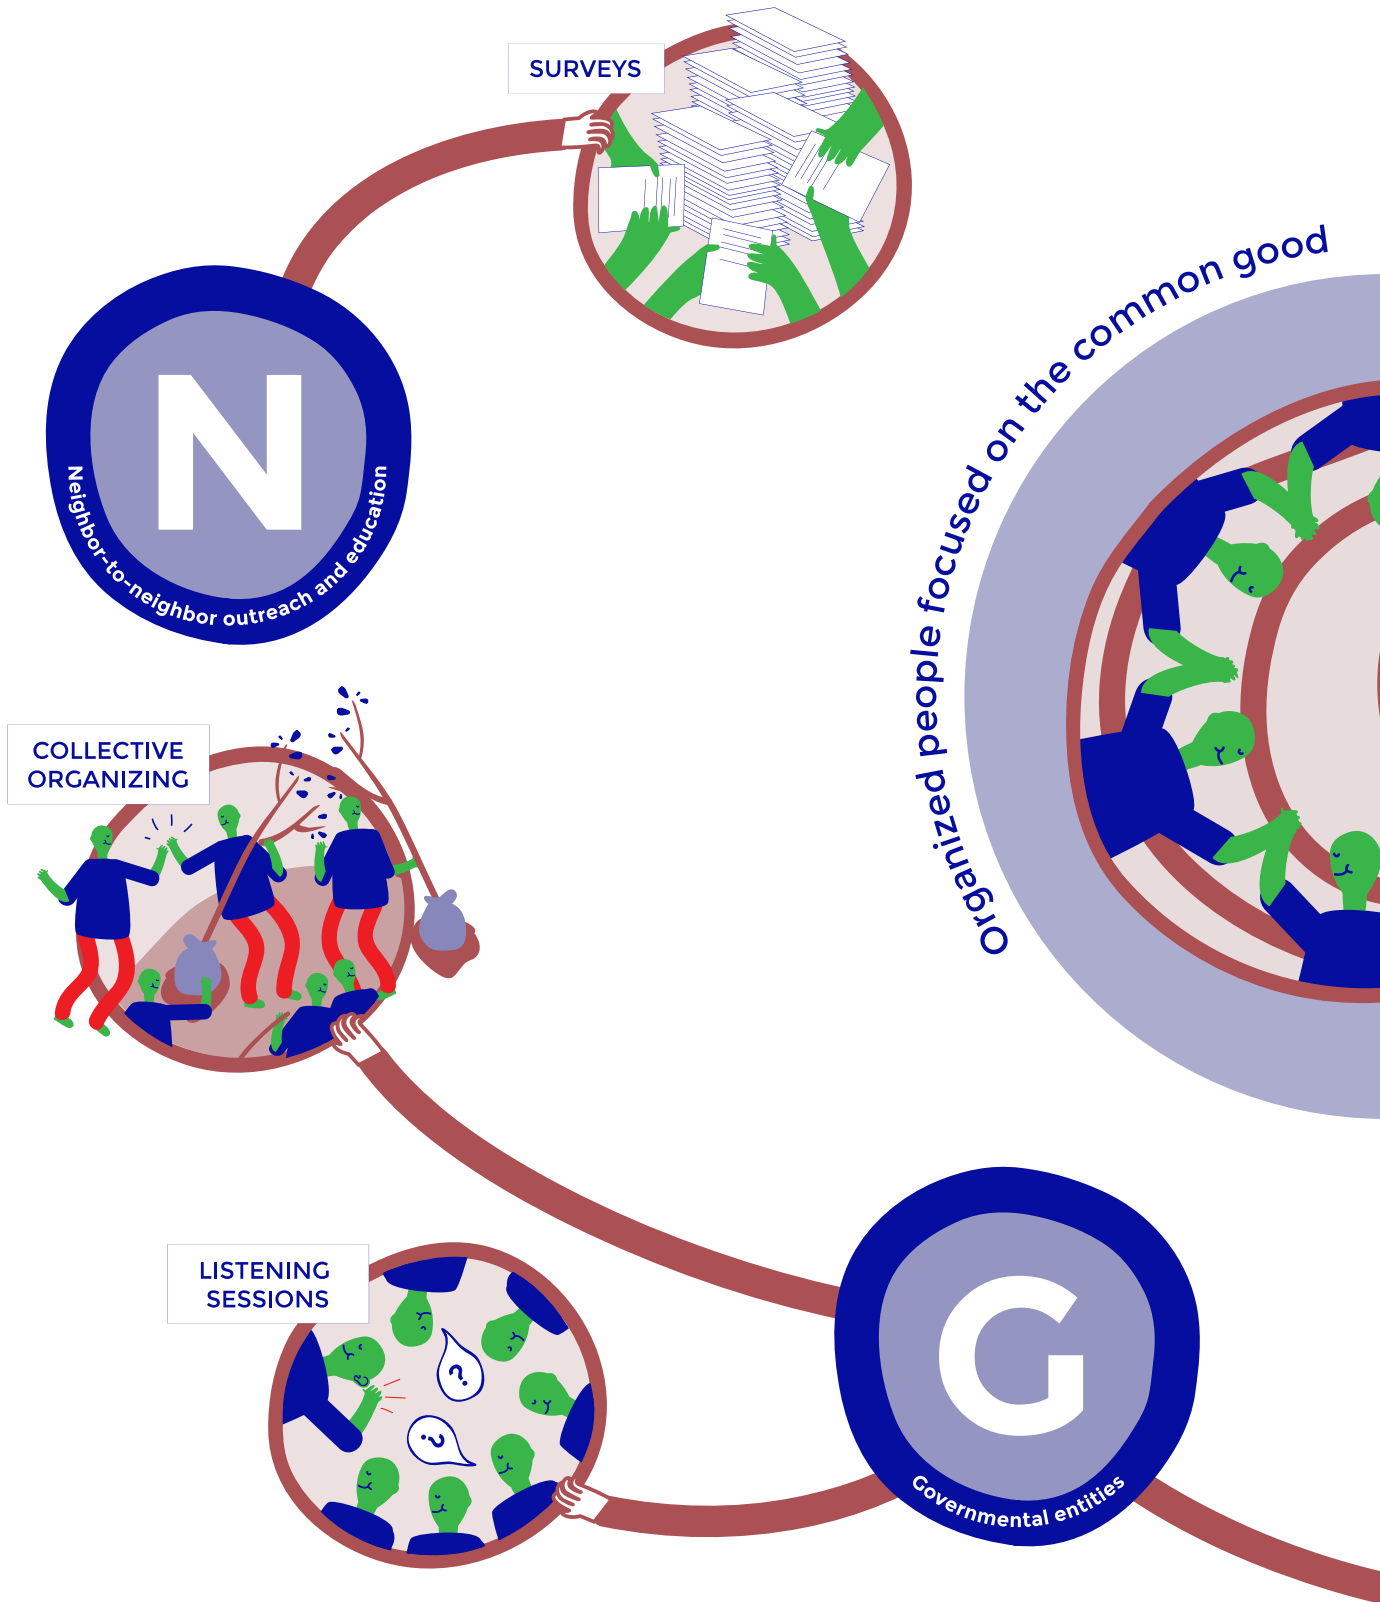 SURVEYS
Organized people focused on the common good
N
Neighbor-to-neighbor outreach and education
COLLECTIVE
ORGANIZING
LISTENING
SESSIONS
?
?
G
Governmental entities